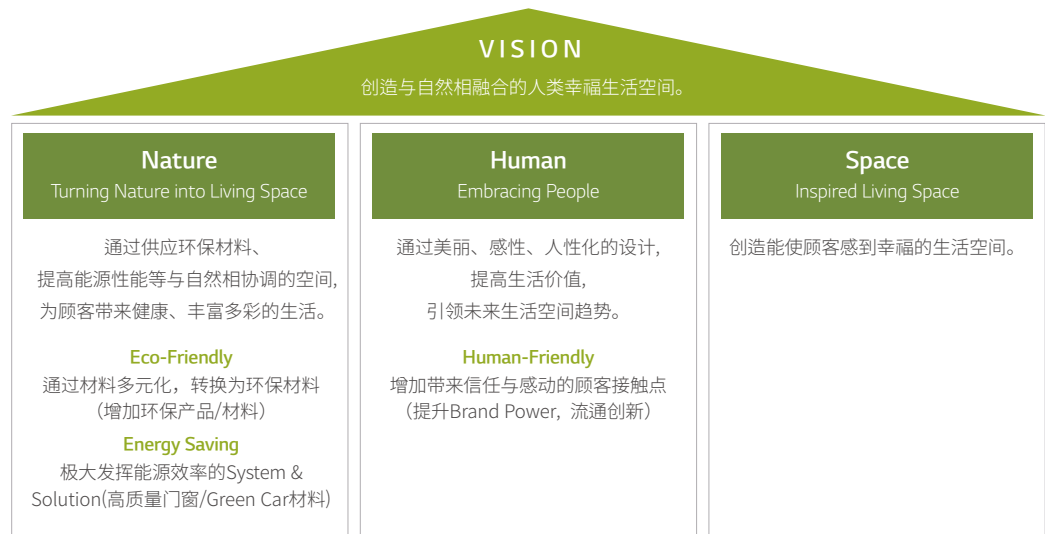 VISION
创造与自然相融合的人类幸福生活空间。
Nature
Turning Nature into Living Space
通过供应环保材料、
提高能源性能等与自然相协调的空间,
为顾客带来健康、丰富多彩的生活。
Eco-Friendly
通过材料多元化，转换为环保材料
（增加环保产品/材料）
Energy Saving
极大发挥能源效率的System &
Solution(高质量门窗/Green Car材料)
Human
Embracing People
通过美丽、感性、人性化的设计,
提高生活价值,
引领未来生活空间趋势。
Human-Friendly
增加带来信任与感动的顾客接触点
（提升Brand Power, 流通创新）
Space
Inspired Living Space
创造能使顾客感到幸福的生活空间。